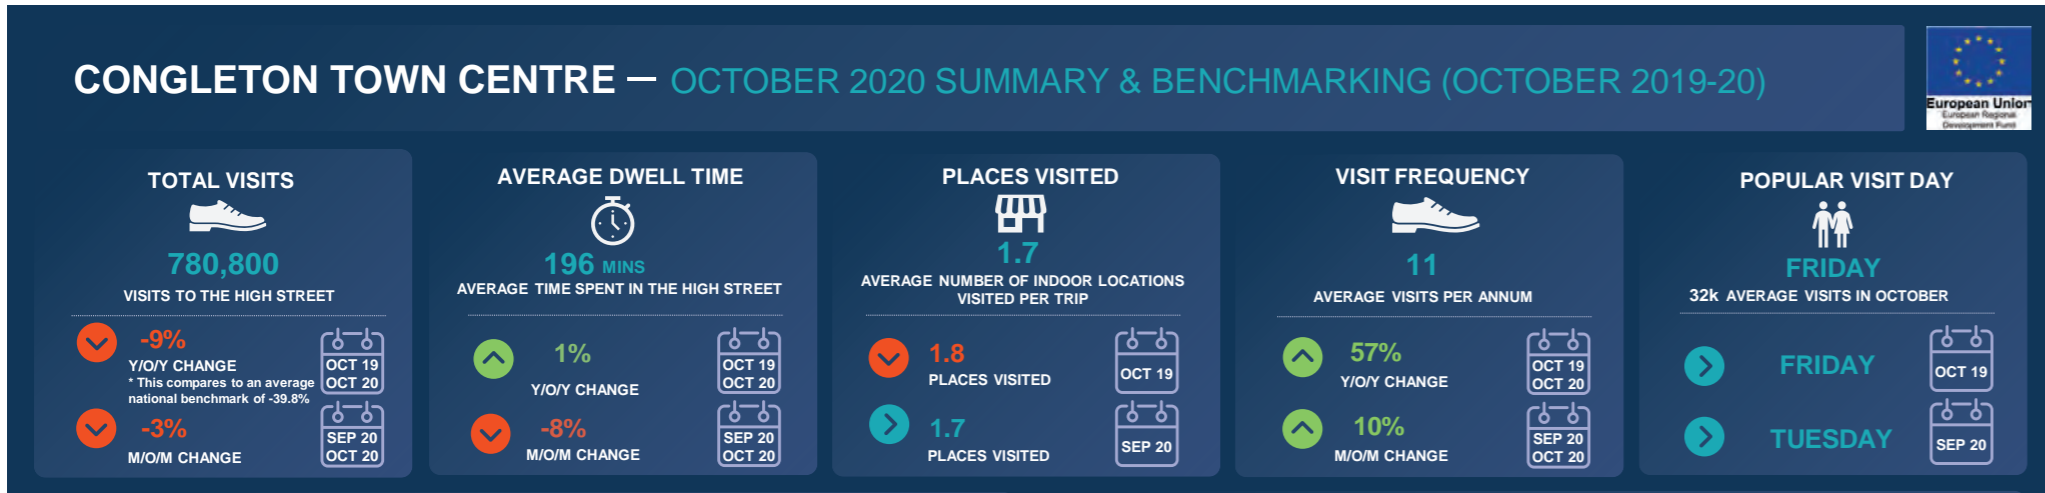 CONGLETON TOWN CENTRE — OCTOBER 2020 SUMMARY & BENCHMARKING (OCTOBER 2019-20)
European Union
European Regional
Development Fund
TOTAL VISITS
780,800
VISITS TO THE HIGH STREET
-9%
Y/O/Y CHANGE
* This compares to an average
national benchmark of -39.8%
OCT 19
OCT 20
-3%
M/O/M CHANGE
SEP 20
OCT 20
AVERAGE DWELL TIME
196 MINS
AVERAGE TIME SPENT IN THE HIGH STREET
1%
Y/O/Y CHANGE
OCT 19
OCT 20
-8%
M/O/M CHANGE
SEP 20
OCT 20
PLACES VISITED
1.7
AVERAGE NUMBER OF INDOOR LOCATIONS
VISITED PER TRIP
1.8
PLACES VISITED
OCT 19
1.7
PLACES VISITED
SEP 20
VISIT FREQUENCY
11
AVERAGE VISITS PER ANNUM
57%
Y/O/Y CHANGE
OCT 19
OCT 20
10%
M/O/M CHANGE
SEP 20
OCT 20
POPULAR VISIT DAY
FRIDAY
32k AVERAGE VISITS IN OCTOBER
FRIDAY
OCT 19
TUESDAY
SEP 20